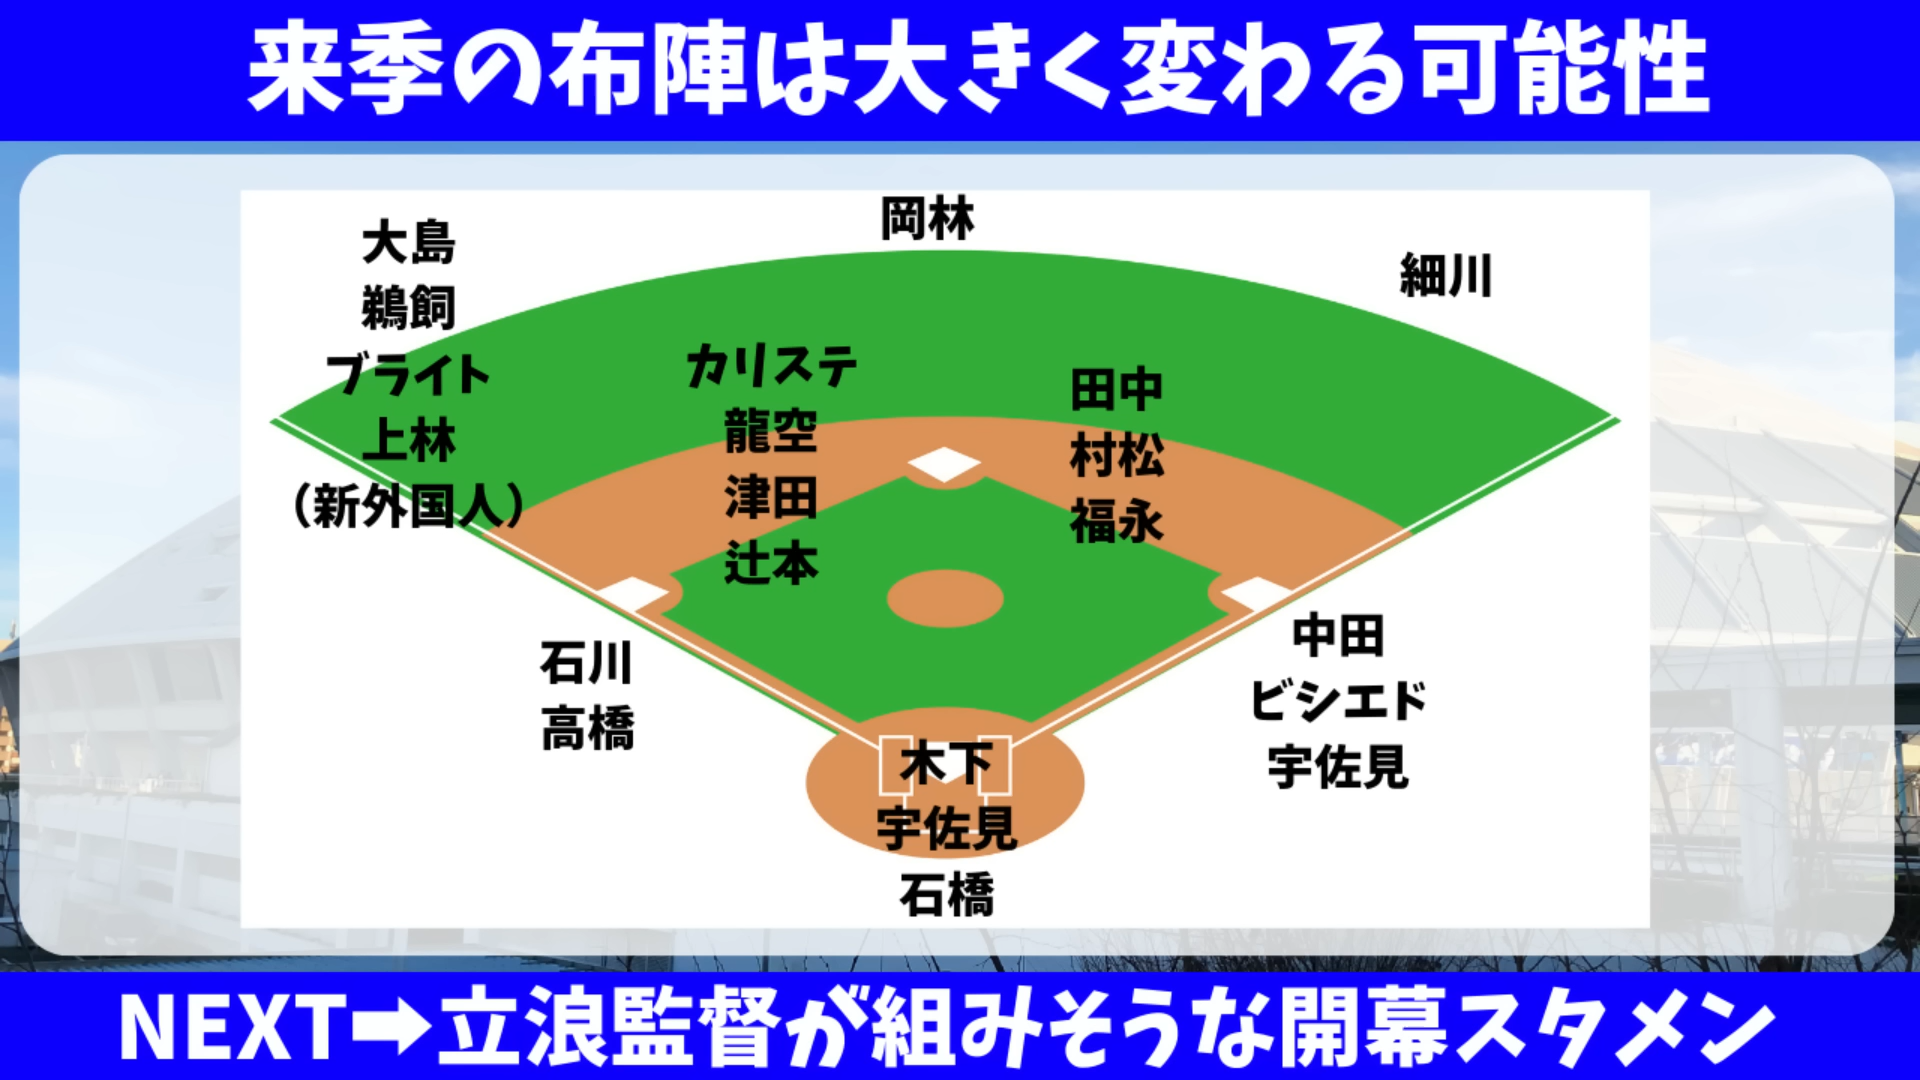 来季の布陣は大きく変わる可能性
岡林
大島
鵜飼
ブライト
上林
（新外国人）
細川
カリステ
龍空
津田
辻本
田中
村松
福永
石川
高橋
中田
ビシエド
宇佐見
木下
宇佐見
石橋
NEXT➡立浪監督が組みそうな開幕スタメン